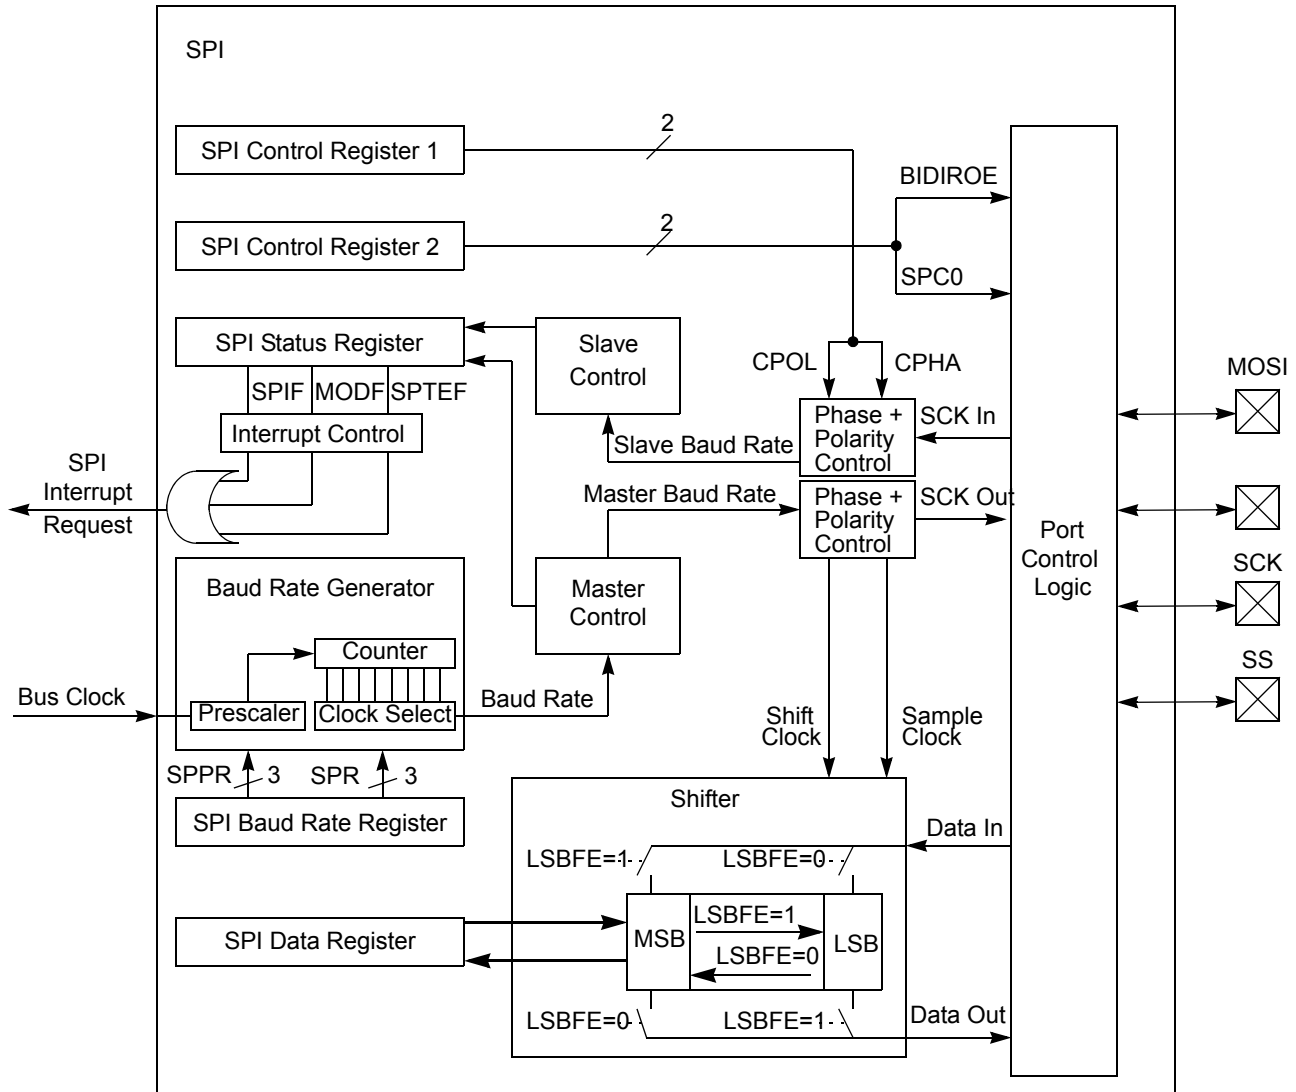 SPI
SPI Control Register 1
2
BIDIROE
SPI Control Register 2
2
SPC0
SPI Status Register
Slave
Control
CPOL
CPHA
MOSI
SPIF
MODF
SPTEF
Interrupt Control
Slave Baud Rate
Phase +
Polarity
Control
SCK In
SPI
Interrupt
Request
Master Baud Rate
Phase +
Polarity
Control
SCK Out
Port
Control
Logic
SCK
Baud Rate Generator
Master
Control
Counter
SS
Bus Clock
Prescaler
Clock Select
Baud Rate
Shift
Clock
Sample
Clock
SPPR
3
SPR
3
SPI Baud Rate Register
Shifter
Data In
LSBFE=1
LSBFE=0
SPI Data Register
MSB
LSBFE=1
LSBFE=0
LSB
LSBFE=0
LSBFE=1
Data Out